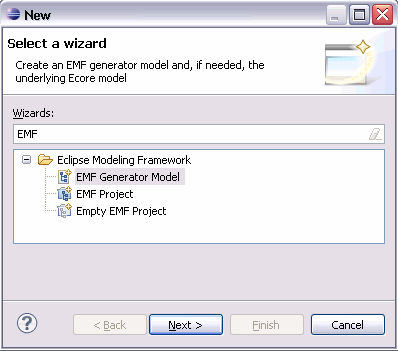 New
Select a wizard
Create an EMF generator model and, if needed, the
underlying Ecore model
Wizards:
EMF
Eclipse Modeling Framework
EMF Generator Model
EMF Project
Empty EMF Project
?
< Back
Next >
Finish
Cancel